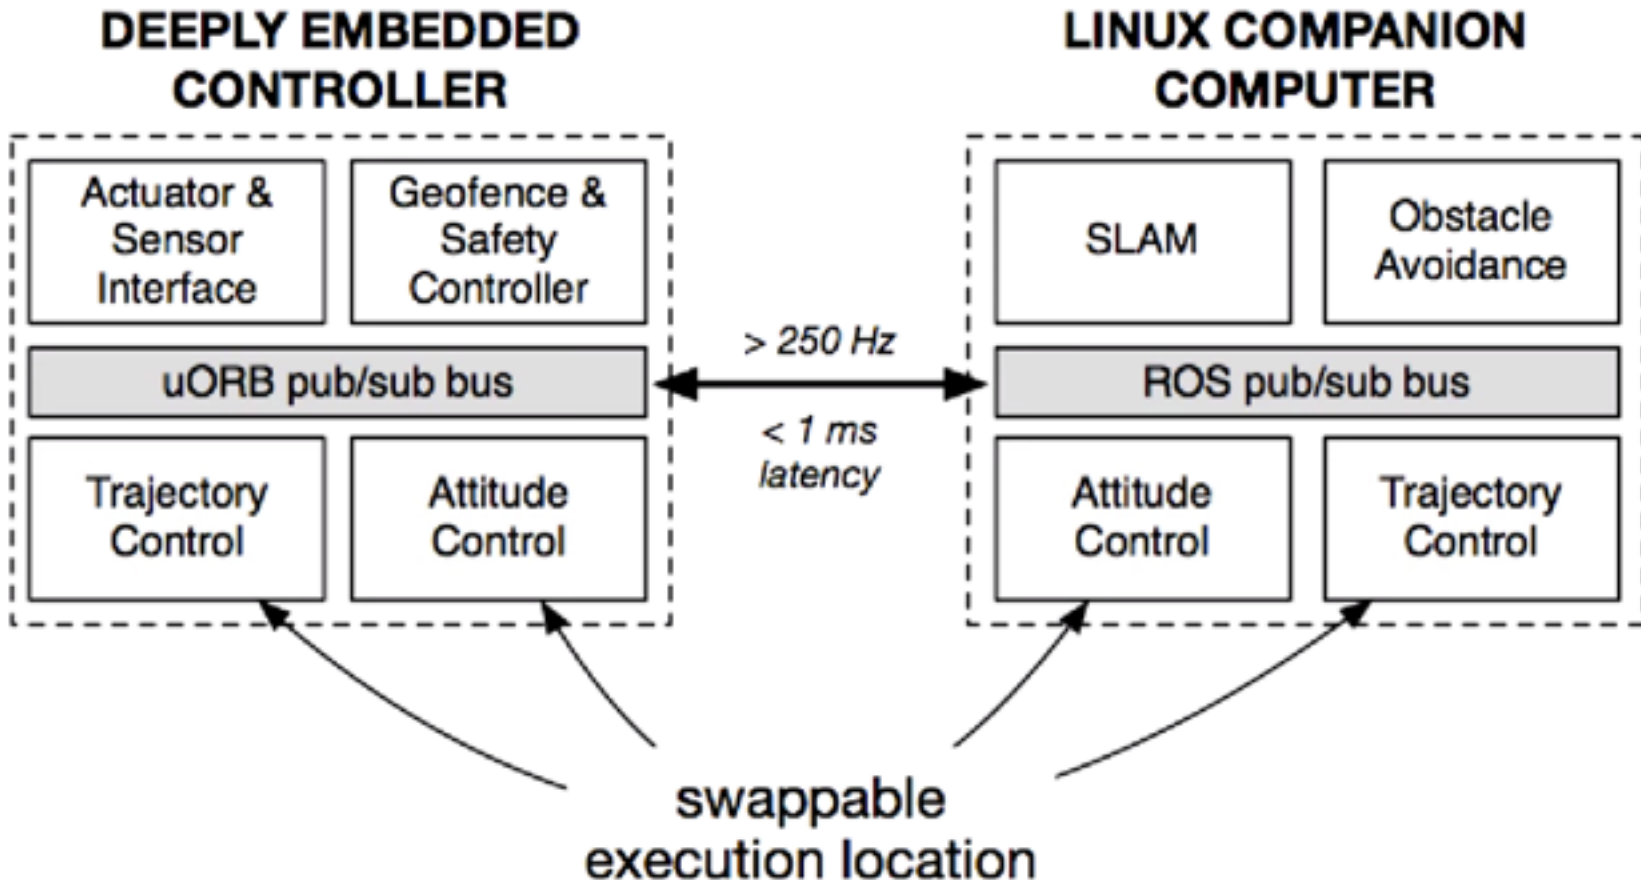 DEEPLY EMBEDDED
CONTROLLER
LINUX COMPANION
COMPUTER
Actuator &
Sensor
Interface
Geofence &
Safety
Controller
SLAM
Obstacle
Avoidance
uORB pub/sub bus
> 250 Hz
< 1 ms
latency
ROS pub/sub bus
Trajectory
Control
Attitude
Control
Attitude
Control
Trajectory
Control
swappable
execution location